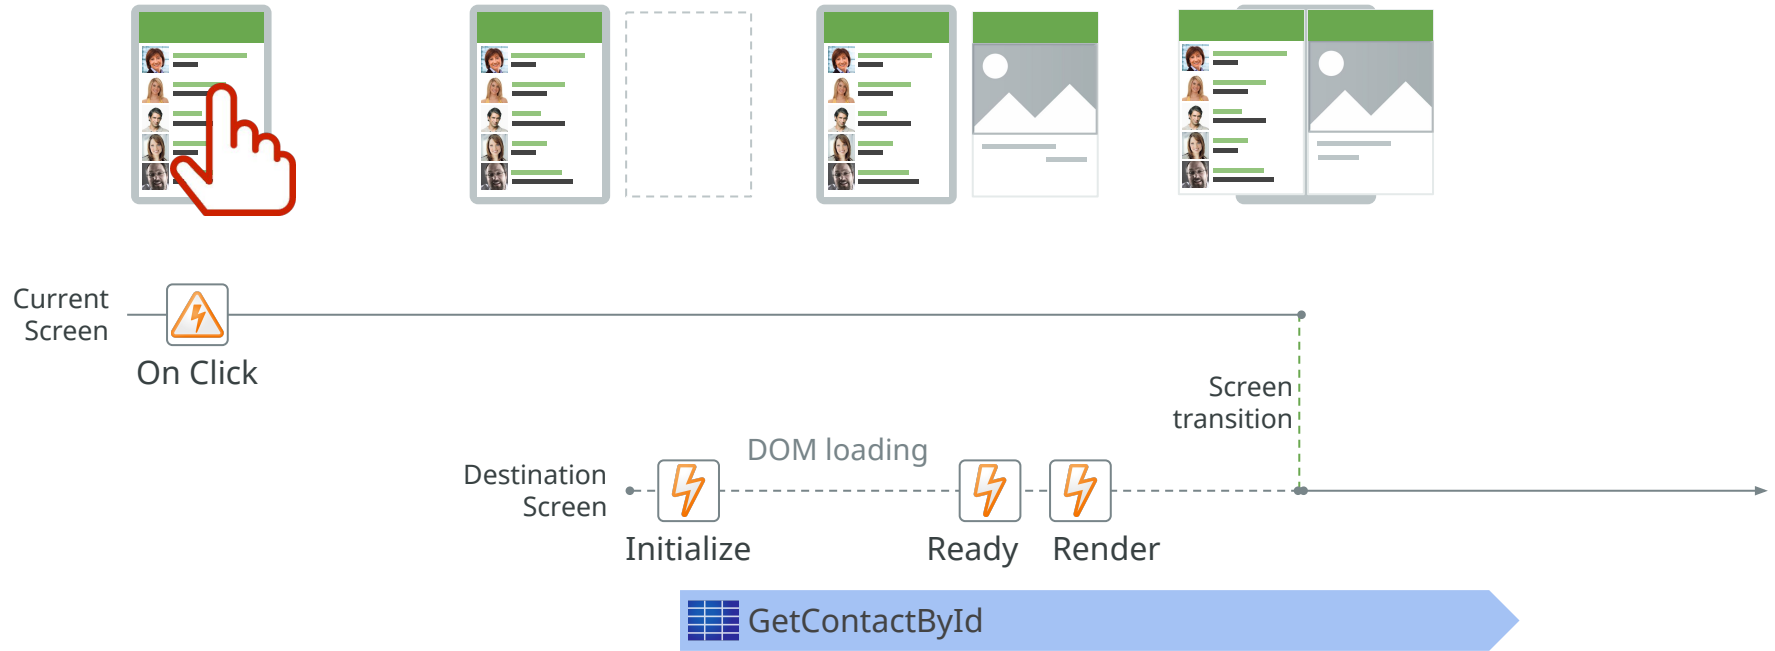 Current
Screen
On Click
Screen
transition
DOM loading
Destination
Screen
Initialize
Ready
Render
GetContactById